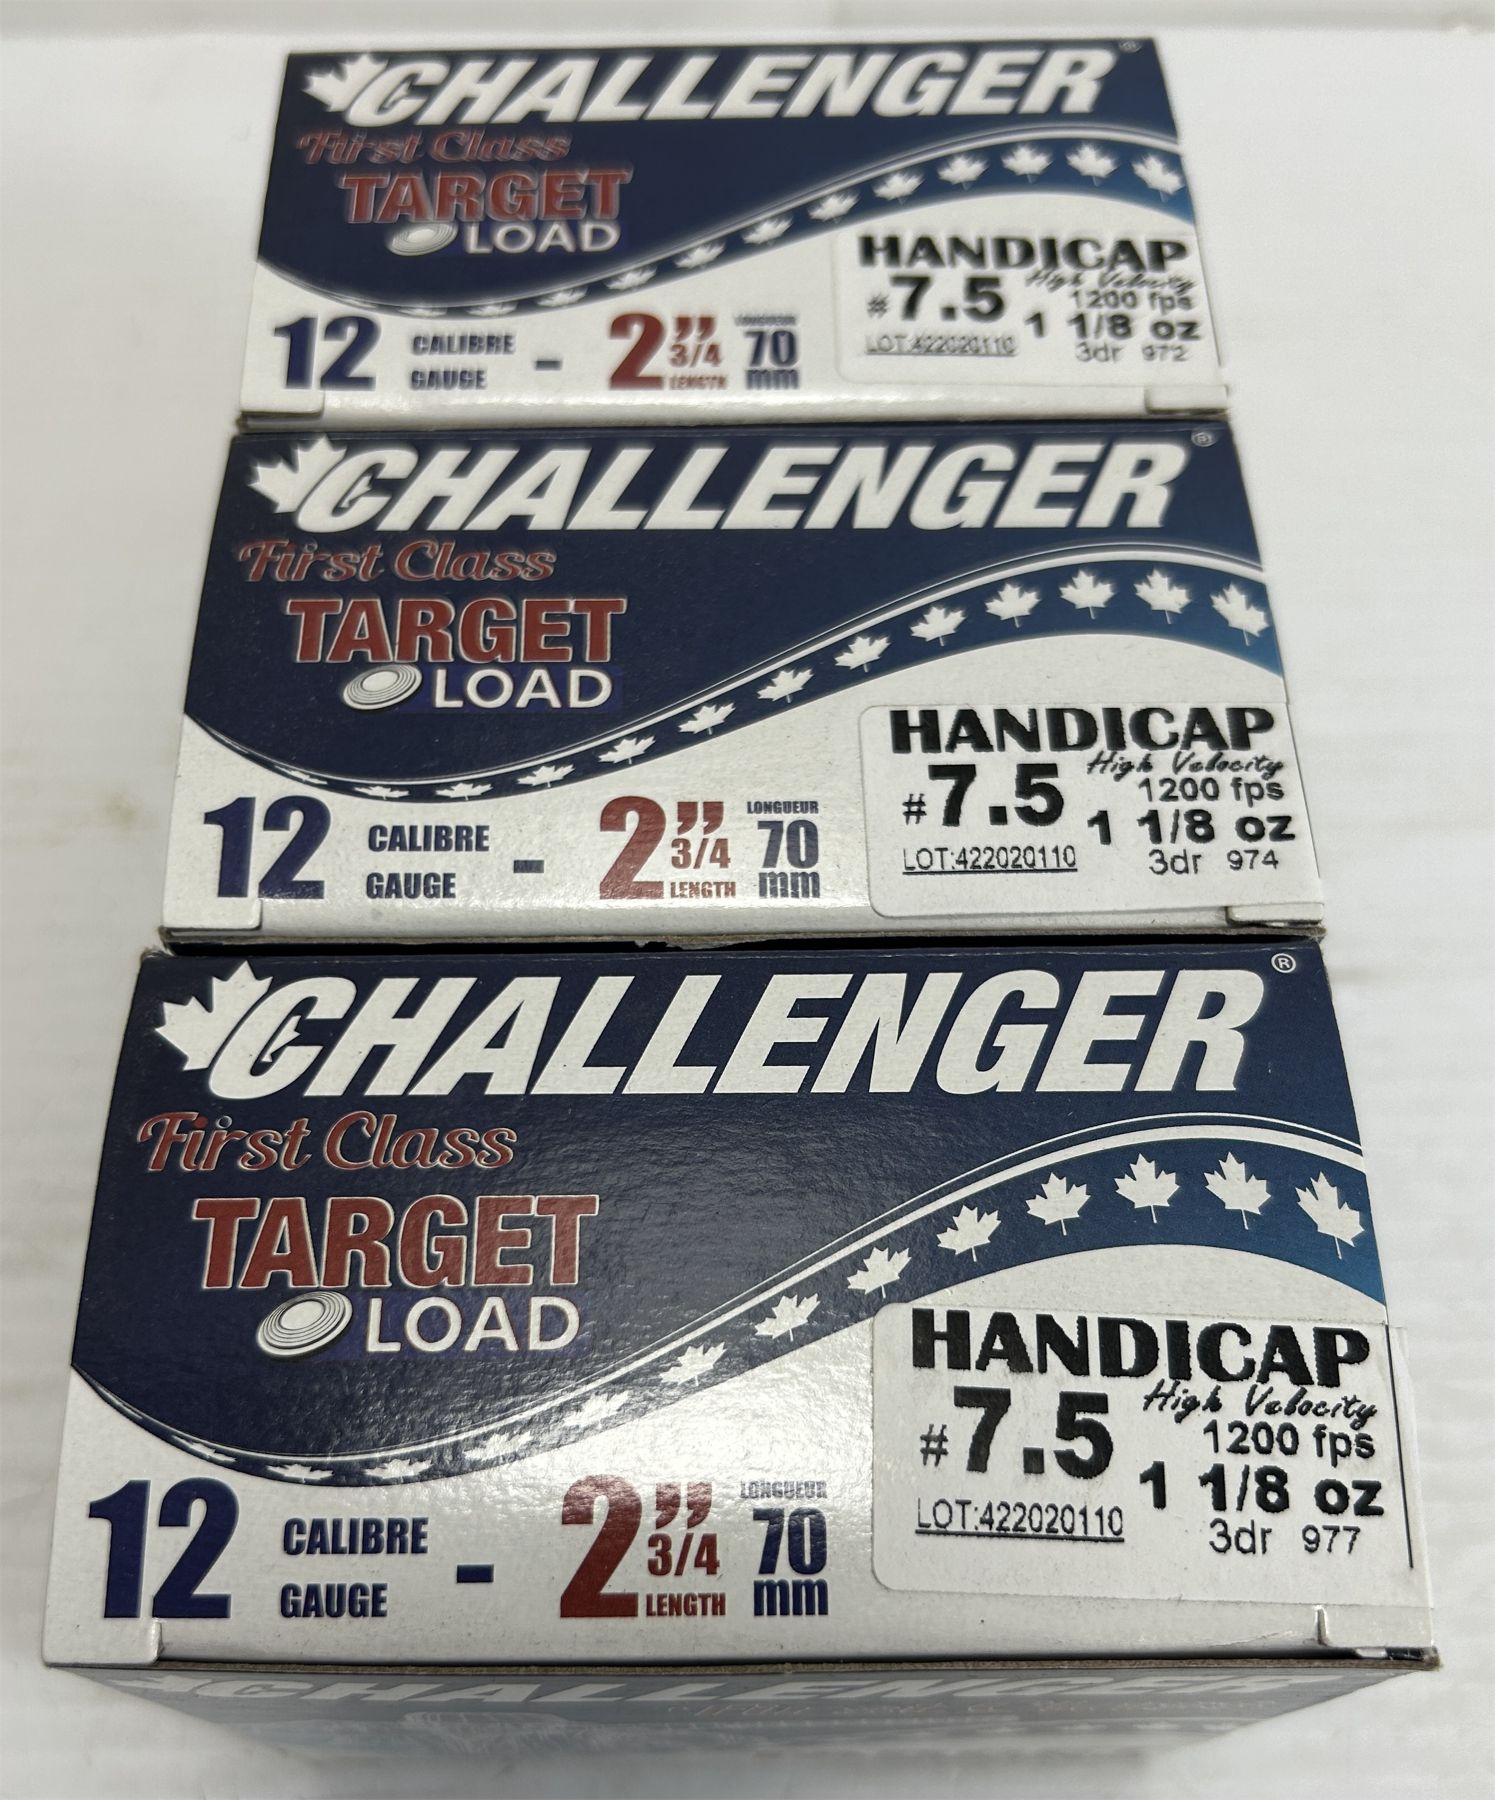 CHALLENGER®
First Class
TARGET
LOAD
HANDICAP
High Velocity
#7.5 1200 fps
1 1/8 oz
LOT:422020110
3dr 972
12 CALIBRE GAUGE - 2" 3/4 LENGTH LONGUEUR 70 mm
CHALLENGER®
First Class
TARGET
LOAD
HANDICAP
High Velocity
#7.5 1200 fps
1 1/8 oz
LOT:422020110
3dr 974
12 CALIBRE GAUGE - 2" 3/4 LENGTH LONGUEUR 70 mm
CHALLENGER®
First Class
TARGET
LOAD
HANDICAP
High Velocity
#7.5 1200 fps
1 1/8 oz
LOT:422020110
3dr 977
12 CALIBRE GAUGE - 2" 3/4 LENGTH LONGUEUR 70 mm
CHALLENGER